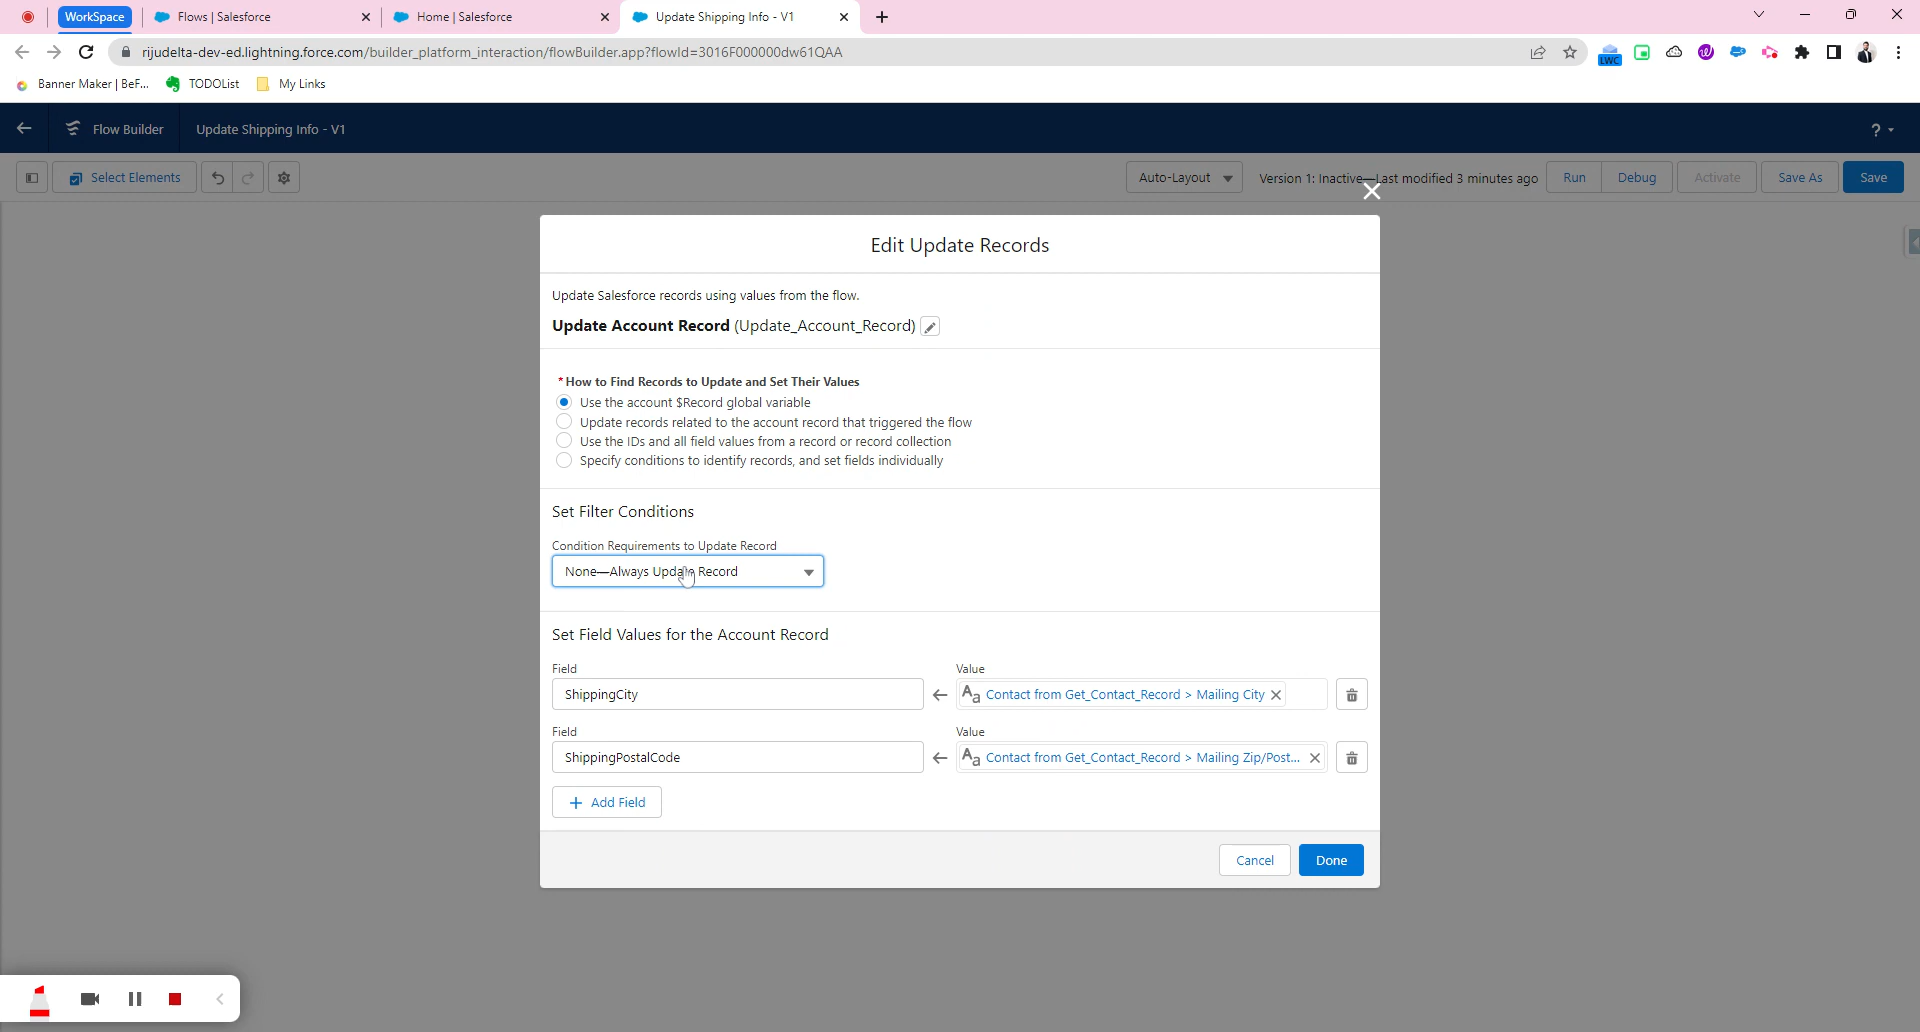 WorkSpace
Flows | Salesforce
Home | Salesforce
Update Shipping Info - V1
rijudelta-dev-ed.lightning.force.com/builder_platform_interaction/flowBuilder.app?flowId=3016F000000dw61QAA
LWC
Banner Maker | BeF...
TODOList
My Links
Flow Builder
Update Shipping Info - V1
?
Select Elements
Auto-Layout
Version 1: Inactive—Last modified 3 minutes ago
Run
Debug
Activate
Save As
Save
Edit Update Records
Update Salesforce records using values from the flow.
Update Account Record (Update_Account_Record)
*How to Find Records to Update and Set Their Values
Use the account $Record global variable
Update records related to the account record that triggered the flow
Use the IDs and all field values from a record or record collection
Specify conditions to identify records, and set fields individually
Set Filter Conditions
Condition Requirements to Update Record
None—Always Update Record
Set Field Values for the Account Record
Field
Value
ShippingCity
Aa Contact from Get_Contact_Record > Mailing City
Field
Value
ShippingPostalCode
Aa Contact from Get_Contact_Record > Mailing Zip/Post...
Add Field
Cancel
Done